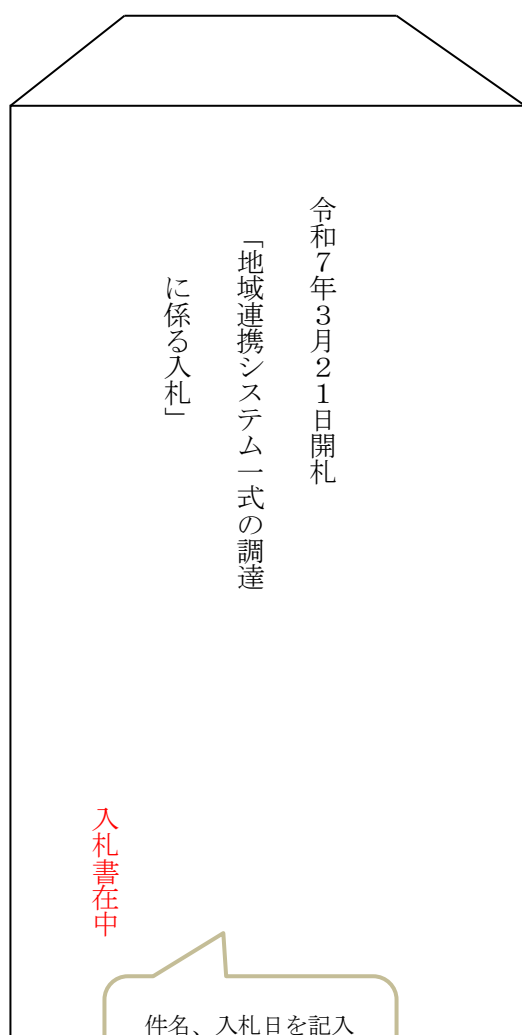 令和７年３月２１日開札
「地域連携システム一式の調達
に係る入札」
入札書在中
件名、入札日を記入